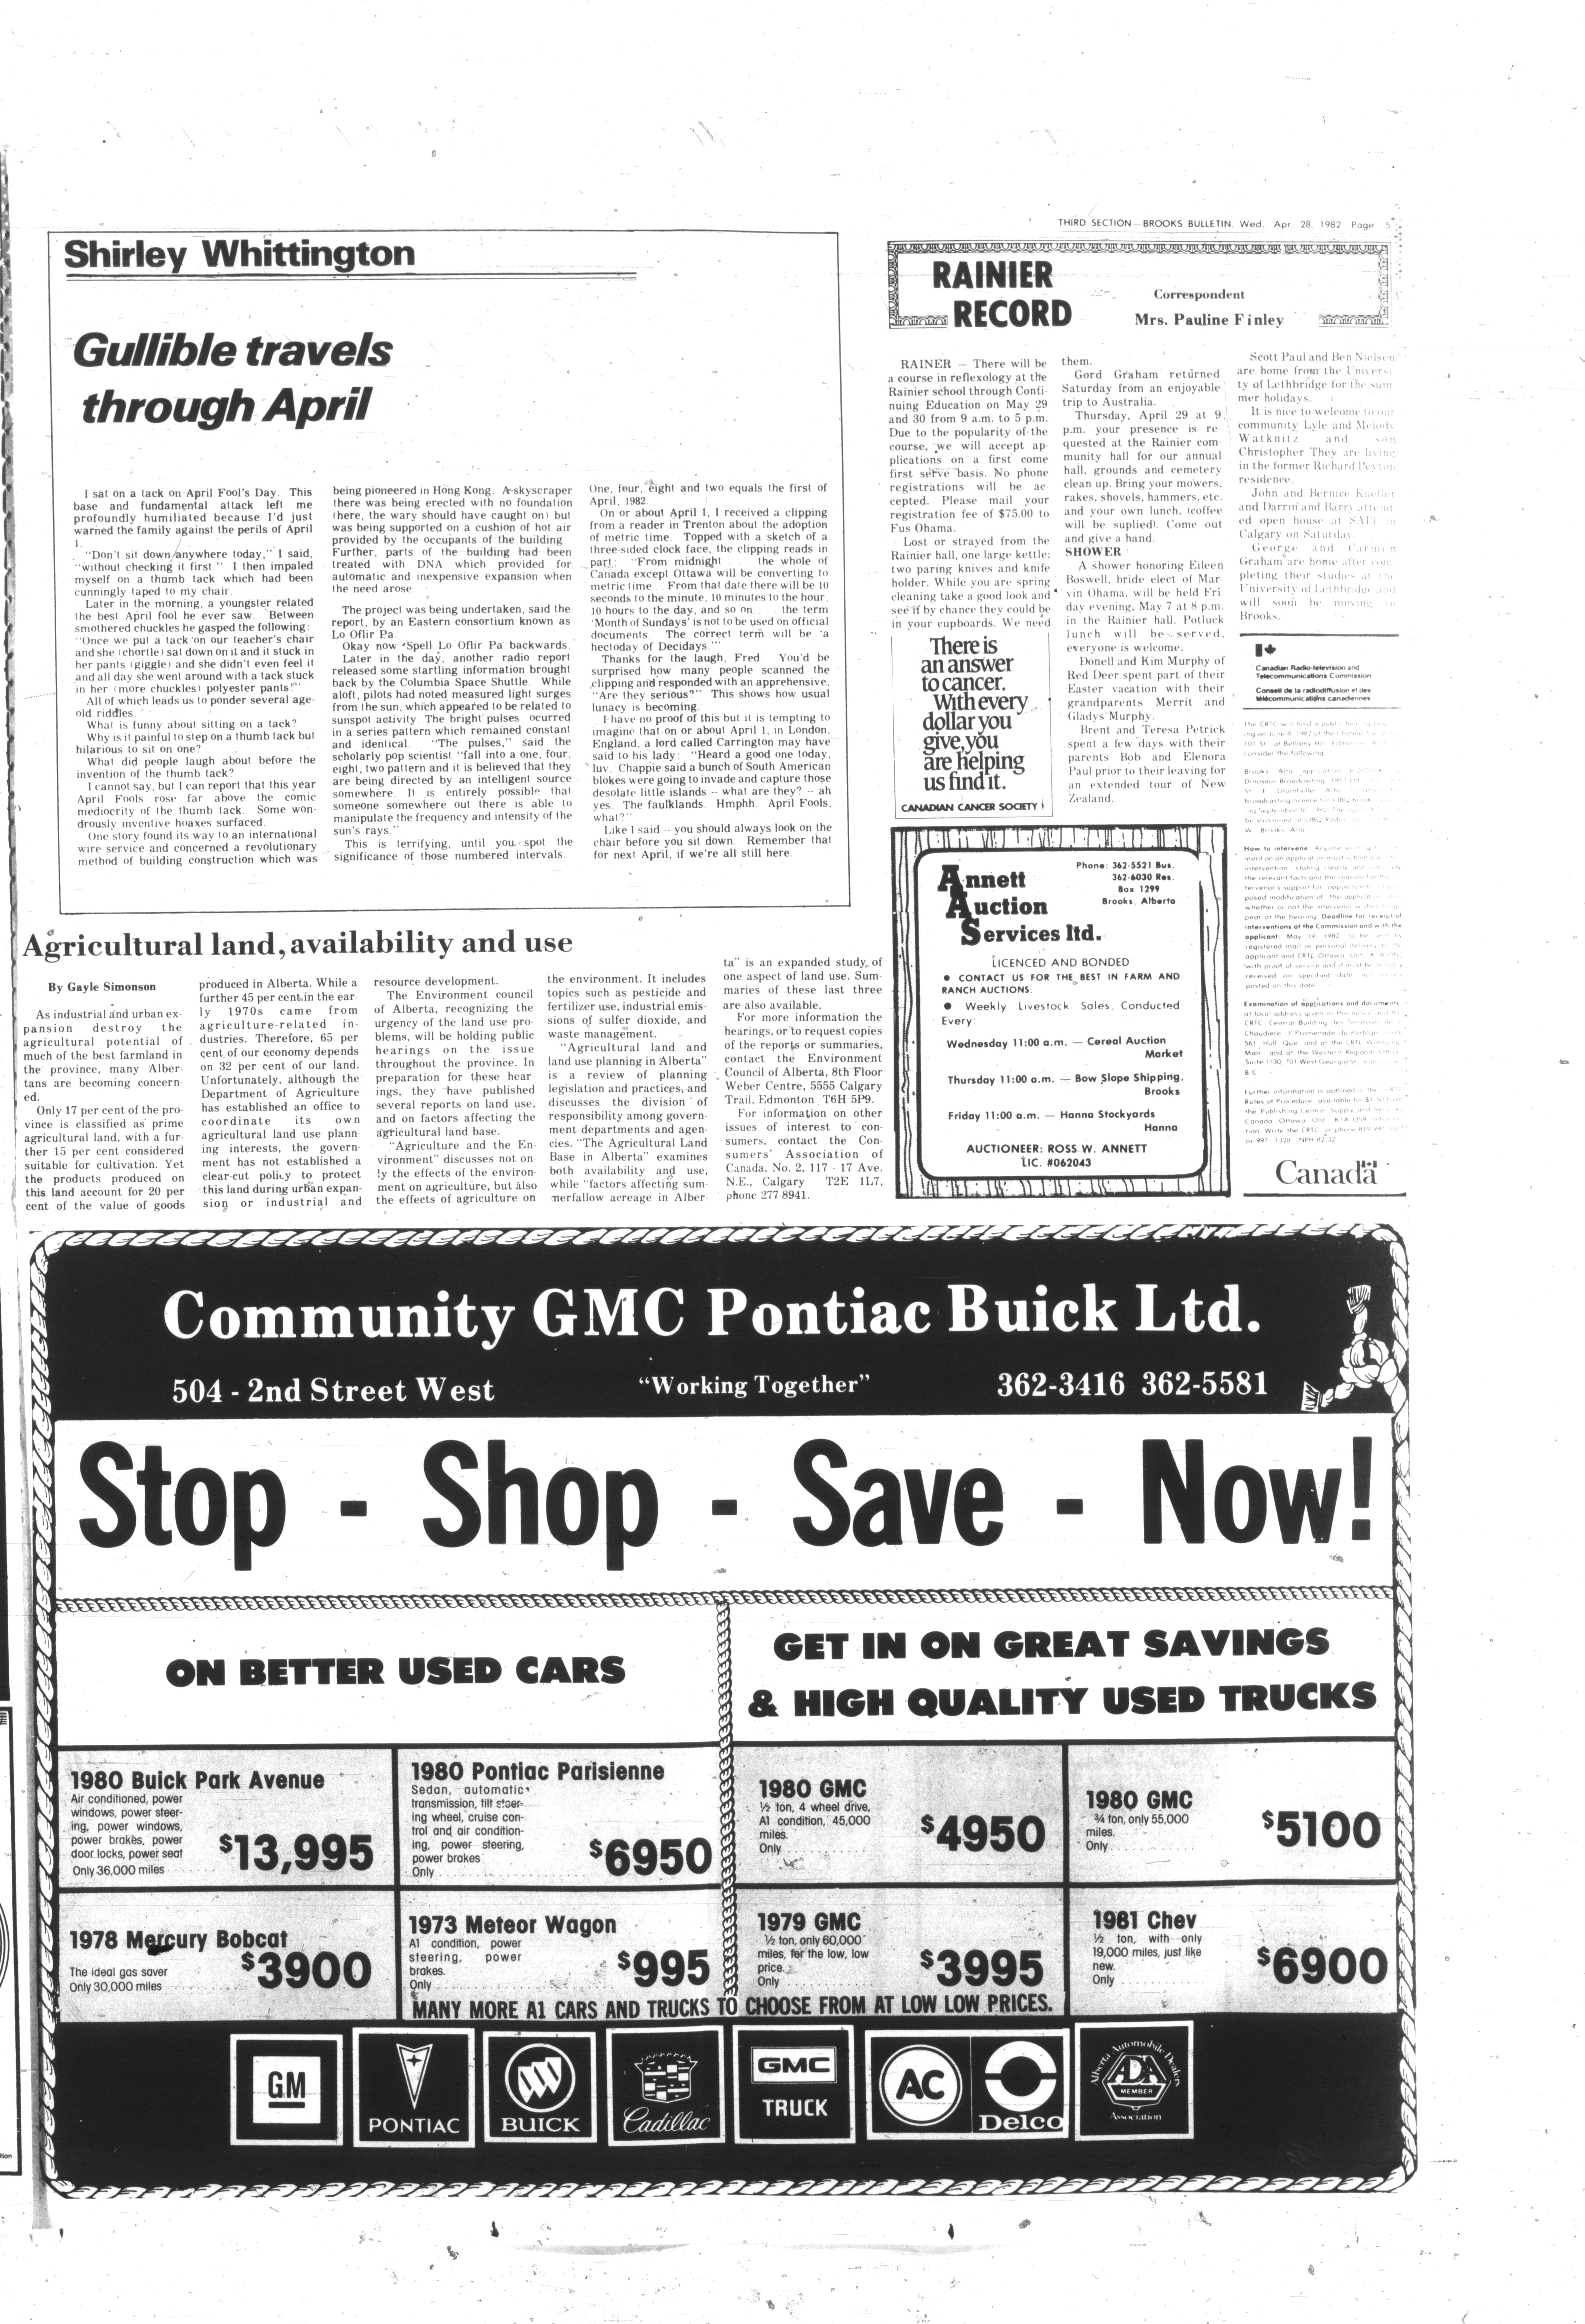 THIRD SECTION—BROOKS BULLETIN, Wed., Apr. 28, 1982 Page 5
Shirley Whittington
Gullible travels
through April
I sat on a tack on April Fool's Day. This
base and fundamental attack left me
profoundly humiliated because I'd just
warned the family against the perils of April
1.
"Don't sit down anywhere today," I said,
"without checking it first." I then impaled
myself on a thumb tack which had been
cunningly taped to my chair.
Later in the morning, a youngster related
the best April fool he ever saw. Between
smothered chuckles he gasped the following:
"Once we put a tack on our teacher's chair
and she (chortle) sat down on it and it stuck in
her pants (giggle) and she didn't even feel it
and all day she went around with a tack stuck
in her (more chuckles) polyester pants!"
All of which leads us to ponder several age-
old riddles.
What is funny about sitting on a tack?
Why is it painful to step on a thumb tack but
hilarious to sit on one?
What did people laugh about before the
invention of the thumb tack?
I cannot say, but I can report that this year
April Fools rose far above the comic
mediocrity of the thumb tack. Some won-
drously inventive hoaxes surfaced.
One story found its way to an international
wire service and concerned a revolutionary
method of building construction which was
being pioneered in Hong Kong. A skyscraper
there was being erected with no foundation
(here, the wary should have caught on) but
was being supported on a cushion of hot air
provided by the occupants of the building.
Further, parts of the building had been
treated with DNA which provided for
automatic and inexpensive expansion when
the need arose.
The project was being undertaken, said the
report, by an Eastern consortium known as
Lo Oflir Pa.
Okay now. Spell Lo Oflir Pa backwards.
Later in the day, another radio report
released some startling information brought
back by the Columbia Space Shuttle. While
aloft, pilots had noted measured light surges
from the sun, which appeared to be related to
sunspot activity. The bright pulses ocurred
in a series pattern which remained constant
and identical. "The pulses," said the
scholarly pop scientist "fall into a one, four,
eight, two pattern and it is believed that they
are being directed by an intelligent source
somewhere. It is entirely possible that
someone somewhere out there is able to
manipulate the frequency and intensity of the
sun's rays."
This is terrifying, until you spot the
significance of those numbered intervals.
One, four, eight and two equals the first of
April, 1982.
On or about April 1, I received a clipping
from a reader in Trenton about the adoption
of metric time. Topped with a sketch of a
three-sided clock face, the clipping reads in
part: "From midnight . . . the whole of
Canada except Ottawa will be converting to
metric time. From that date there will be 10
seconds to the minute, 10 minutes to the hour,
10 hours to the day, and so on . . . the term
'Month of Sundays' is not to be used on official
documents. The correct term will be 'a
hectoday of Decidays.'"
Thanks for the laugh, Fred. You'd be
surprised how many people scanned the
clipping and responded with an apprehensive,
"Are they serious?" This shows how usual
lunacy is becoming.
I have no proof of this but it is tempting to
imagine that on or about April 1, in London,
England, a lord called Carrington may have
said to his lady: "Heard a good one today,
luv. Chappie said a bunch of South American
blokes were going to invade and capture those
desolate little islands -- what are they? -- ah
yes. The faulklands. Hmphh. April Fools,
what?"
Like I said -- you should always look on the
chair before you sit down. Remember that
for next April, if we're all still here.
RAINIER
RECORD
Correspondent
Mrs. Pauline Finley
RAINER — There will be
a course in reflexology at the
Rainier school through Conti-
nuing Education on May 29
and 30 from 9 a.m. to 5 p.m.
Due to the popularity of the
course, we will accept ap-
plications on a first come
first serve basis. No phone
registrations will be ac-
cepted. Please mail your
registration fee of $75.00 to
Fus Ohama.
Lost or strayed from the
Rainier hall, one large kettle;
two paring knives and knife
holder. While you are spring
cleaning take a good look and
see if by chance they could be
in your cupboards. We need
them.
Gord Graham returned
Saturday from an enjoyable
trip to Australia.
Thursday, April 29 at 9
p.m. your presence is re-
quested at the Rainier com-
munity hall for our annual
hall, grounds and cemetery
clean up. Bring your mowers,
rakes, shovels, hammers, etc.
and your own lunch, (coffee
will be suplied). Come out
and give a hand.
SHOWER
A shower honoring Eileen
Boswell, bride elect of Mar-
vin Ohama, will be held Fri-
day evening, May 7 at 8 p.m.
in the Rainier hall. Potluck
lunch will be served,
everyone is welcome.
Donell and Kim Murphy of
Red Deer spent part of their
Easter vacation with their
grandparents Merrit and
Gladys Murphy.
Brent and Teresa Petrick
spent a few days with their
parents Bob and Elenora
Paul prior to their leaving for
an extended tour of New
Zealand.
Scott Paul and Ben Nielsen
are home from the Universi-
ty of Lethbridge for the sum-
mer holidays.
It is nice to welcome to our
community Lyle and Melody
Watknitz and son
Christopher They are living
in the former Richard Peyton
residence.
John and Bernice
and Darrin and Barry attend-
ed open house at SAIT in
Calgary on Saturday.
George and Carmen
Graham are home after com-
pleting their studies at the
University of Lethbridge and
will soon be moving to
Brooks.
There is
an answer
to cancer.
With every
dollar you
give, you
are helping
us find it.
CANADIAN CANCER SOCIETY
Canadian Radio-television and
Telecommunications Commission
Conseil de la radiodiffusion et des
télécommunications canadiennes
The CRTC will hold a public
on June 8, 1982 at the
consider the following
How to intervene: Anyone
Deadline for receipt of
interventions at the Commission and with the
applicant: May 19, 1982
Examination of applications and documents
Canada
Annett
Auction
Services ltd.
Phone: 362-5521 Bus.
362-6030 Res.
Box 1299
Brooks, Alberta
LICENCED AND BONDED
● CONTACT US FOR THE BEST IN FARM AND
RANCH AUCTIONS.
● Weekly Livestock Sales, Conducted
Every:
Wednesday 11:00 a.m. — Cereal Auction
Market
Thursday 11:00 a.m. — Bow Slope Shipping,
Brooks
Friday 11:00 a.m. — Hanna Stockyards
Hanna
AUCTIONEER: ROSS W. ANNETT
LIC. #062043
Agricultural land, availability and use
By Gayle Simonson
As industrial and urban ex-
pansion destroy the
agricultural potential of
much of the best farmland in
the province, many Alber-
tans are becoming concern-
ed.
Only 17 per cent of the pro-
vince is classified as prime
agricultural land, with a fur-
ther 15 per cent considered
suitable for cultivation. Yet
the products produced on
this land account for 20 per
cent of the value of goods
produced in Alberta. While a
further 45 per cent in the ear-
ly 1970s came from
agriculture-related in-
dustries. Therefore, 65 per
cent of our economy depends
on 32 per cent of our land.
Unfortunately, although the
Department of Agriculture
has established an office to
coordinate its own
agricultural land use plann-
ing interests, the govern-
ment has not established a
clear-cut policy to protect
this land during urban expan-
sion or industrial and
resource development.
The Environment council
of Alberta, recognizing the
urgency of the land use pro-
blems, will be holding public
hearings on the issue
throughout the province. In
preparation for these hear-
ings, they have published
several reports on land use,
and on factors affecting the
agricultural land base.
"Agriculture and the En-
vironment" discusses not on-
ly the effects of the environ-
ment on agriculture, but also
the effects of agriculture on
the environment. It includes
topics such as pesticide and
fertilizer use, industrial emis-
sions of sulfer dioxide, and
waste management.
"Agricultural land and
land use planning in Alberta"
is a review of planning
legislation and practices, and
discusses the division of
responsibility among govern-
ment departments and agen-
cies. "The Agricultural Land
Base in Alberta" examines
both availability and use,
while "factors affecting sum-
merfallow acreage in Alber-
ta" is an expanded study, of
one aspect of land use. Sum-
maries of these last three
are also available.
For more information the
hearings, or to request copies
of the reports or summaries,
contact the Environment
Council of Alberta, 8th Floor
Weber Centre, 5555 Calgary
Trail, Edmonton T6H 5P9.
For information on other
issues of interest to con-
sumers, contact the Con-
sumers' Association of
Canada, No. 2, 117 - 17 Ave.
N.E., Calgary T2E 1L7,
phone 277-8941.
Community GMC Pontiac Buick Ltd.
504 - 2nd Street West
"Working Together"
362-3416 362-5581
Stop - Shop - Save - Now!
ON BETTER USED CARS
GET IN ON GREAT SAVINGS
& HIGH QUALITY USED TRUCKS
1980 Buick Park Avenue
Air conditioned, power
windows, power steer-
ing, power windows,
power brakes, power
door locks, power seat
Only 36,000 miles
$13,995
1980 Pontiac Parisienne
Sedan, automatic
transmission, tilt steer-
ing wheel, cruise con-
trol and air condition-
ing, power steering,
power brakes
Only
$6950
1980 GMC
½ ton, 4 wheel drive,
A1 condition, 45,000
miles.
Only
$4950
1980 GMC
¾ ton, only 55,000
miles.
Only
$5100
1978 Mercury Bobcat
The ideal gas saver
Only 30,000 miles
$3900
1973 Meteor Wagon
A1 condition, power
steering, power
brakes.
Only
$995
1979 GMC
½ ton, only 60,000
miles, for the low, low
price.
Only
$3995
1981 Chev
½ ton, with only
19,000 miles, just like
new.
Only
$6900
MANY MORE A1 CARS AND TRUCKS TO CHOOSE FROM AT LOW LOW PRICES.
GM
PONTIAC
BUICK
Cadillac
GMC
TRUCK
AC
Delco
Alberta Automobile Dealers
ADA
MEMBER
Association